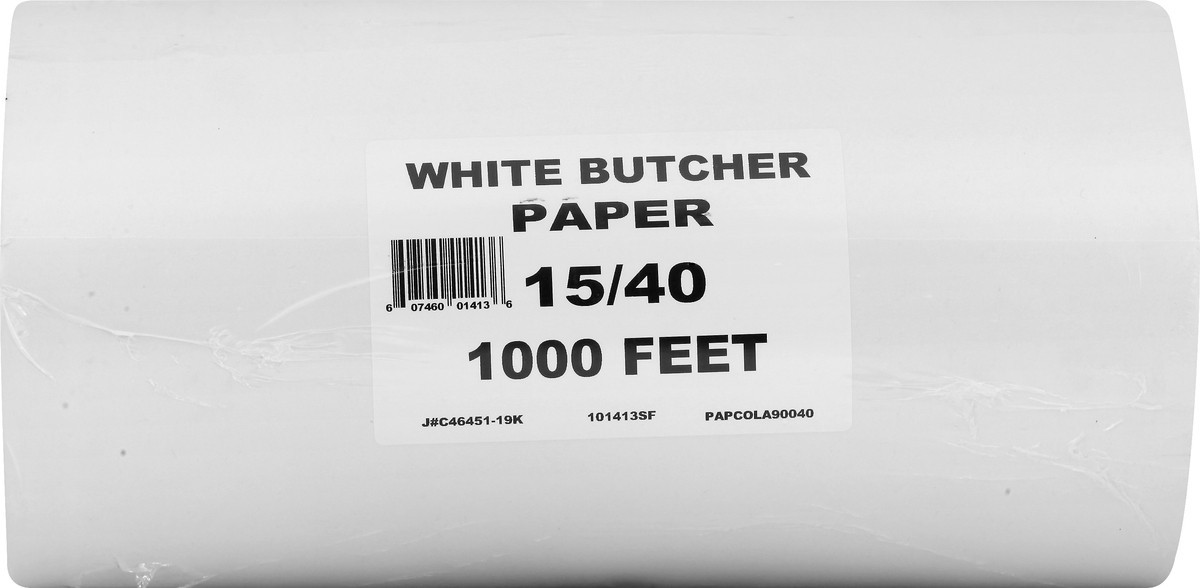 WHITE BUTCHER
PAPER
15/40
6 07460 01413 6
1000 FEET
J#C46451-19K 101413SF PAPCOLA90040